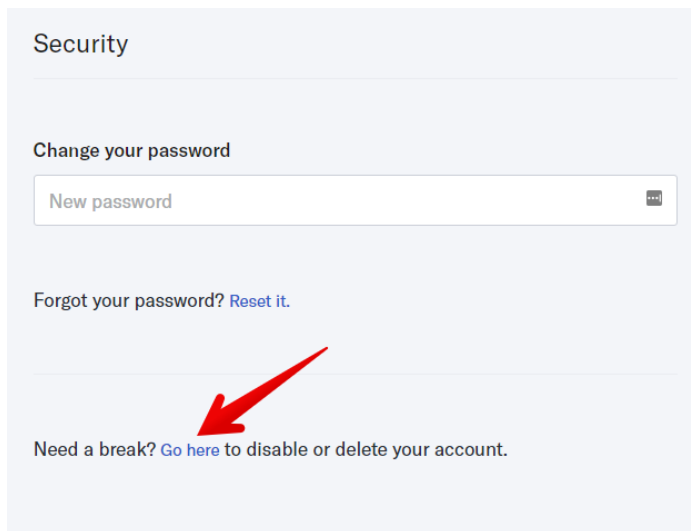 Security
Change your password
New password
Forgot your password? Reset it.
Need a break? Go here to disable or delete your account.